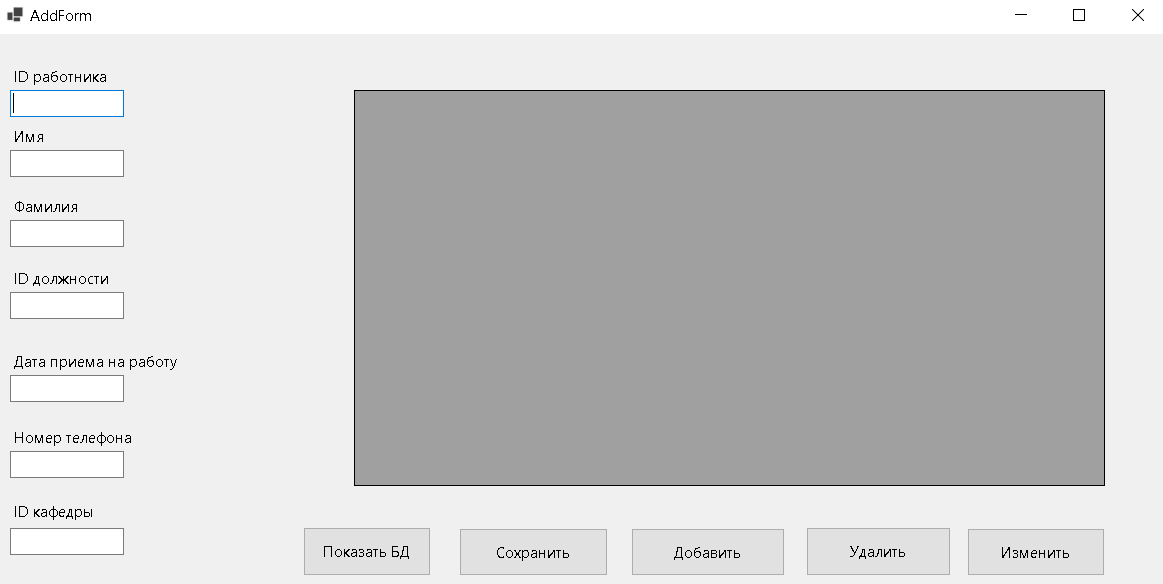 AddForm
ID работника
Имя
Фамилия
ID должности
Дата приема на работу
Номер телефона
ID кафедры
Показать БД
Сохранить
Добавить
Удалить
Изменить